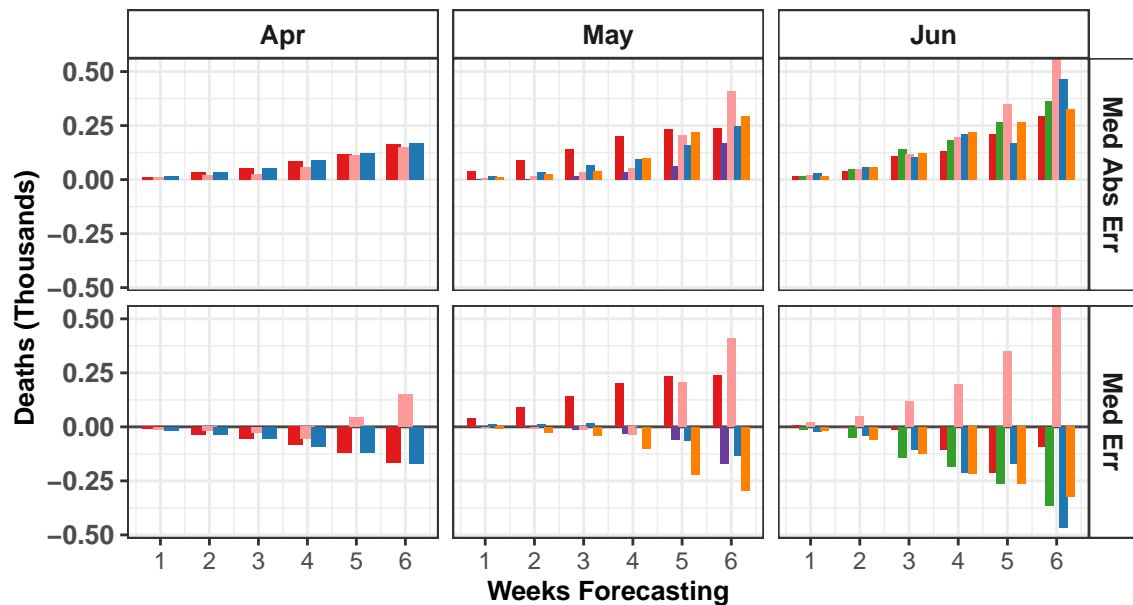 Apr May Jun
Deaths (Thousands)
0.50
0.25
0.00
−0.25
−0.50
Med Abs Err
0.50
0.25
0.00
−0.25
−0.50
Med Err
1 2 3 4 5 6 1 2 3 4 5 6 1 2 3 4 5 6
Weeks Forecasting